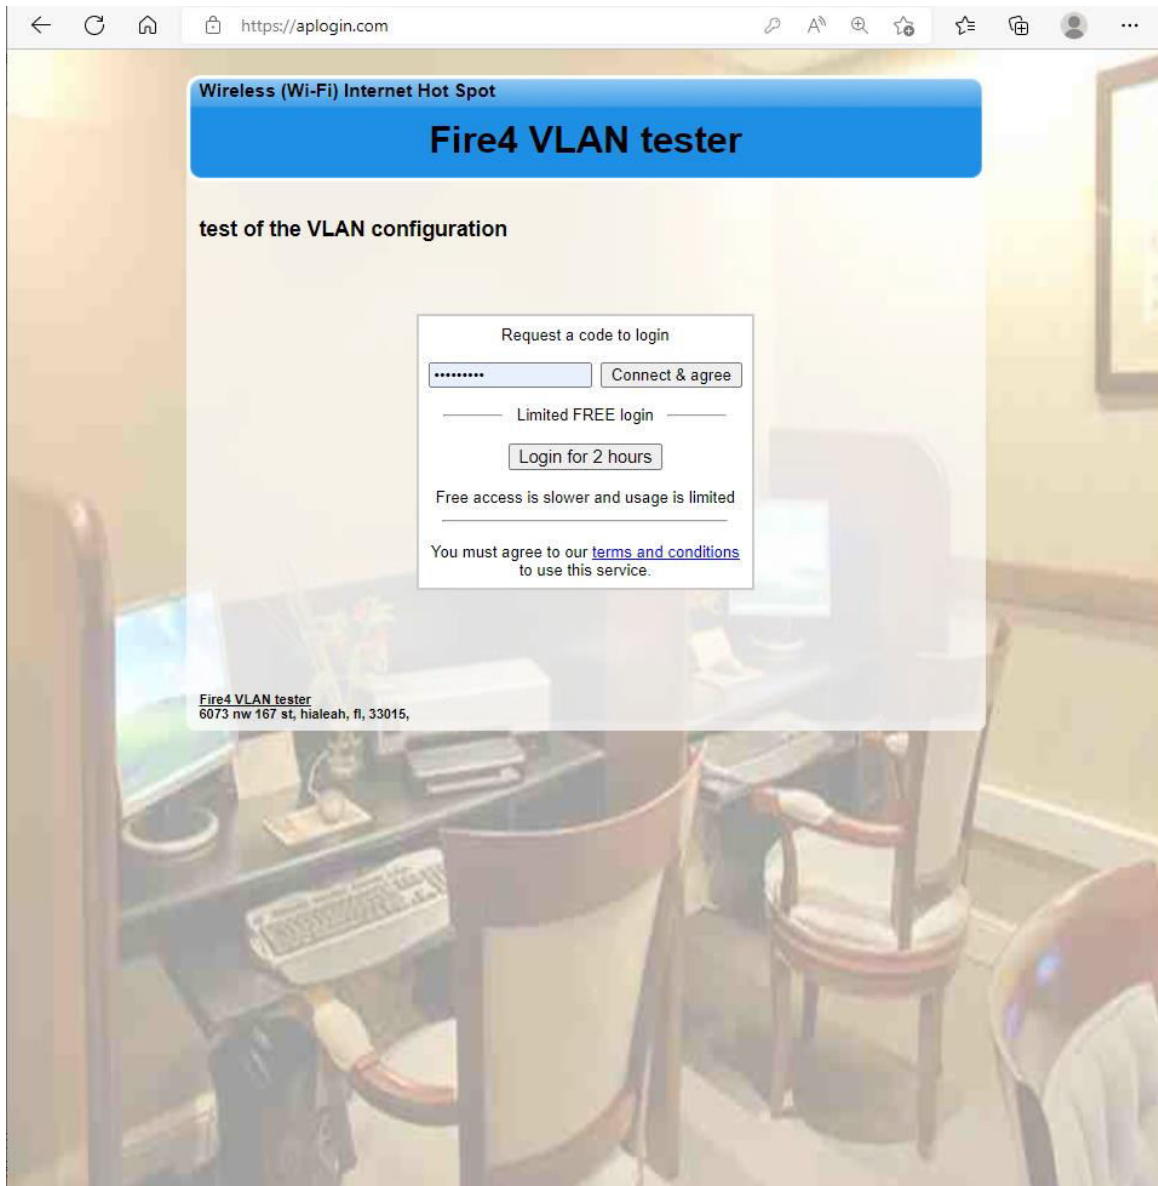 https://aplogin.com
Wireless (Wi-Fi) Internet Hot Spot
Fire4 VLAN tester
test of the VLAN configuration
Request a code to login
•••••••••
Connect & agree
Limited FREE login
Login for 2 hours
Free access is slower and usage is limited
You must agree to our terms and conditions
to use this service.
Fire4 VLAN tester
6073 nw 167 st, hialeah, fl, 33015,